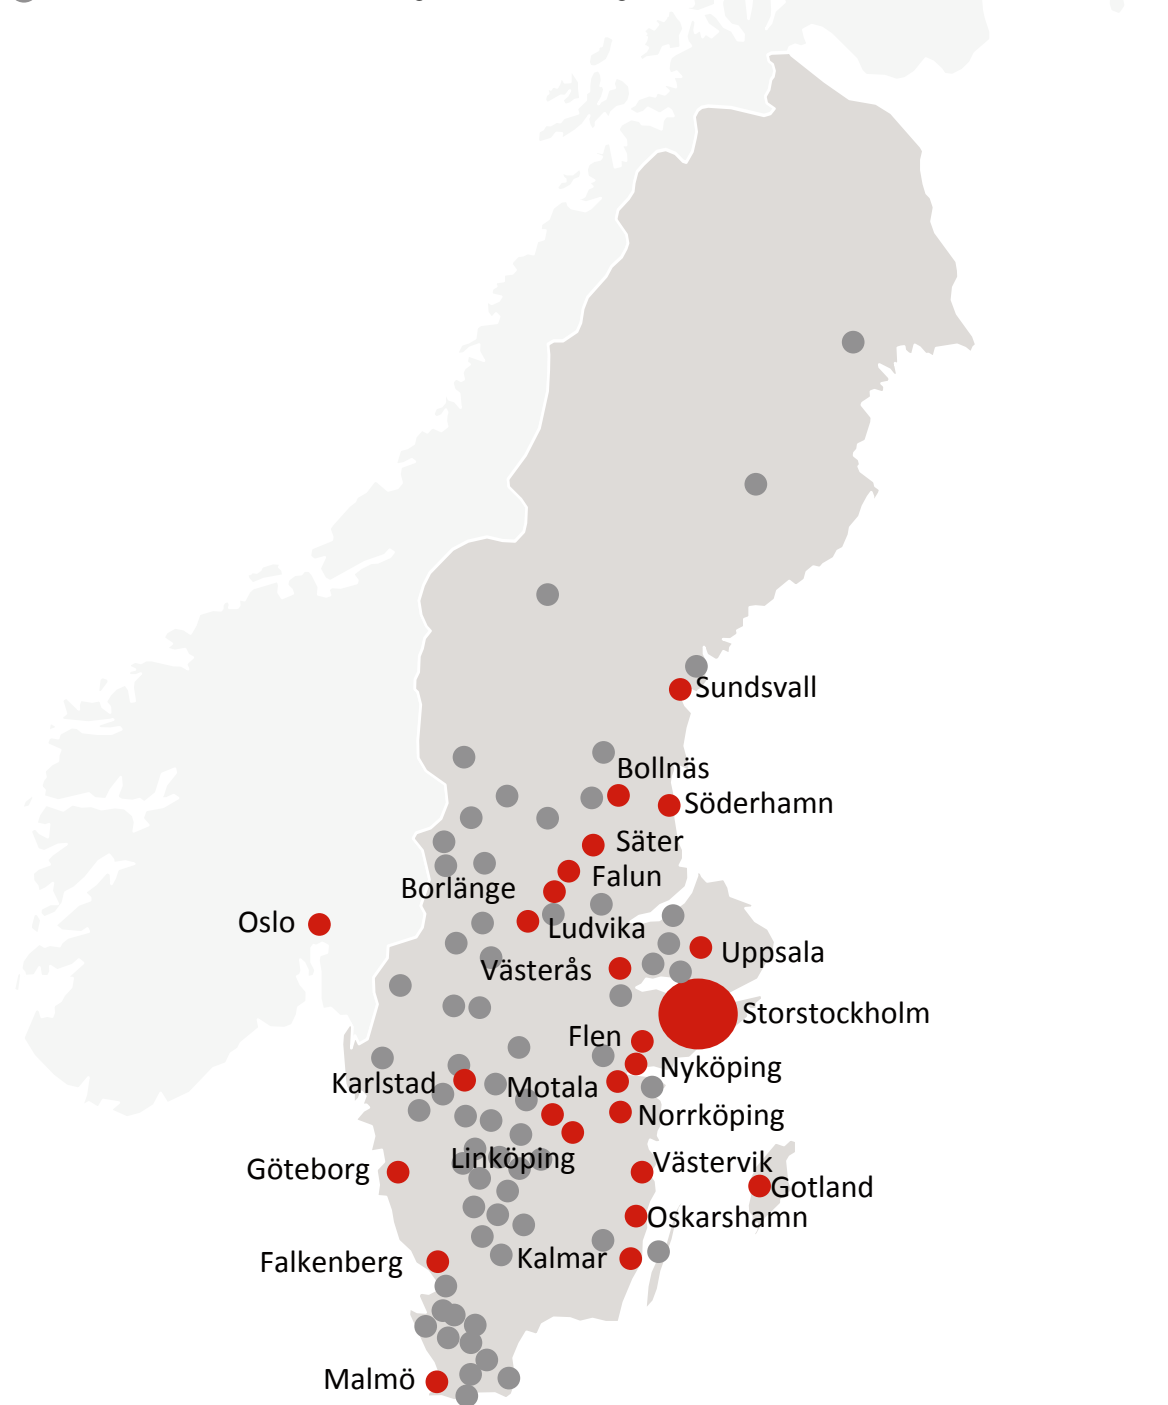 Sundsvall
Bollnäs
Söderhamn
Säter
Falun
Borlänge
Oslo
Ludvika
Uppsala
Västerås
Storstockholm
Flen
Nyköping
Karlstad
Motala
Norrköping
Linköping
Västervik
Göteborg
Gotland
Oskarshamn
Kalmar
Falkenberg
Malmö